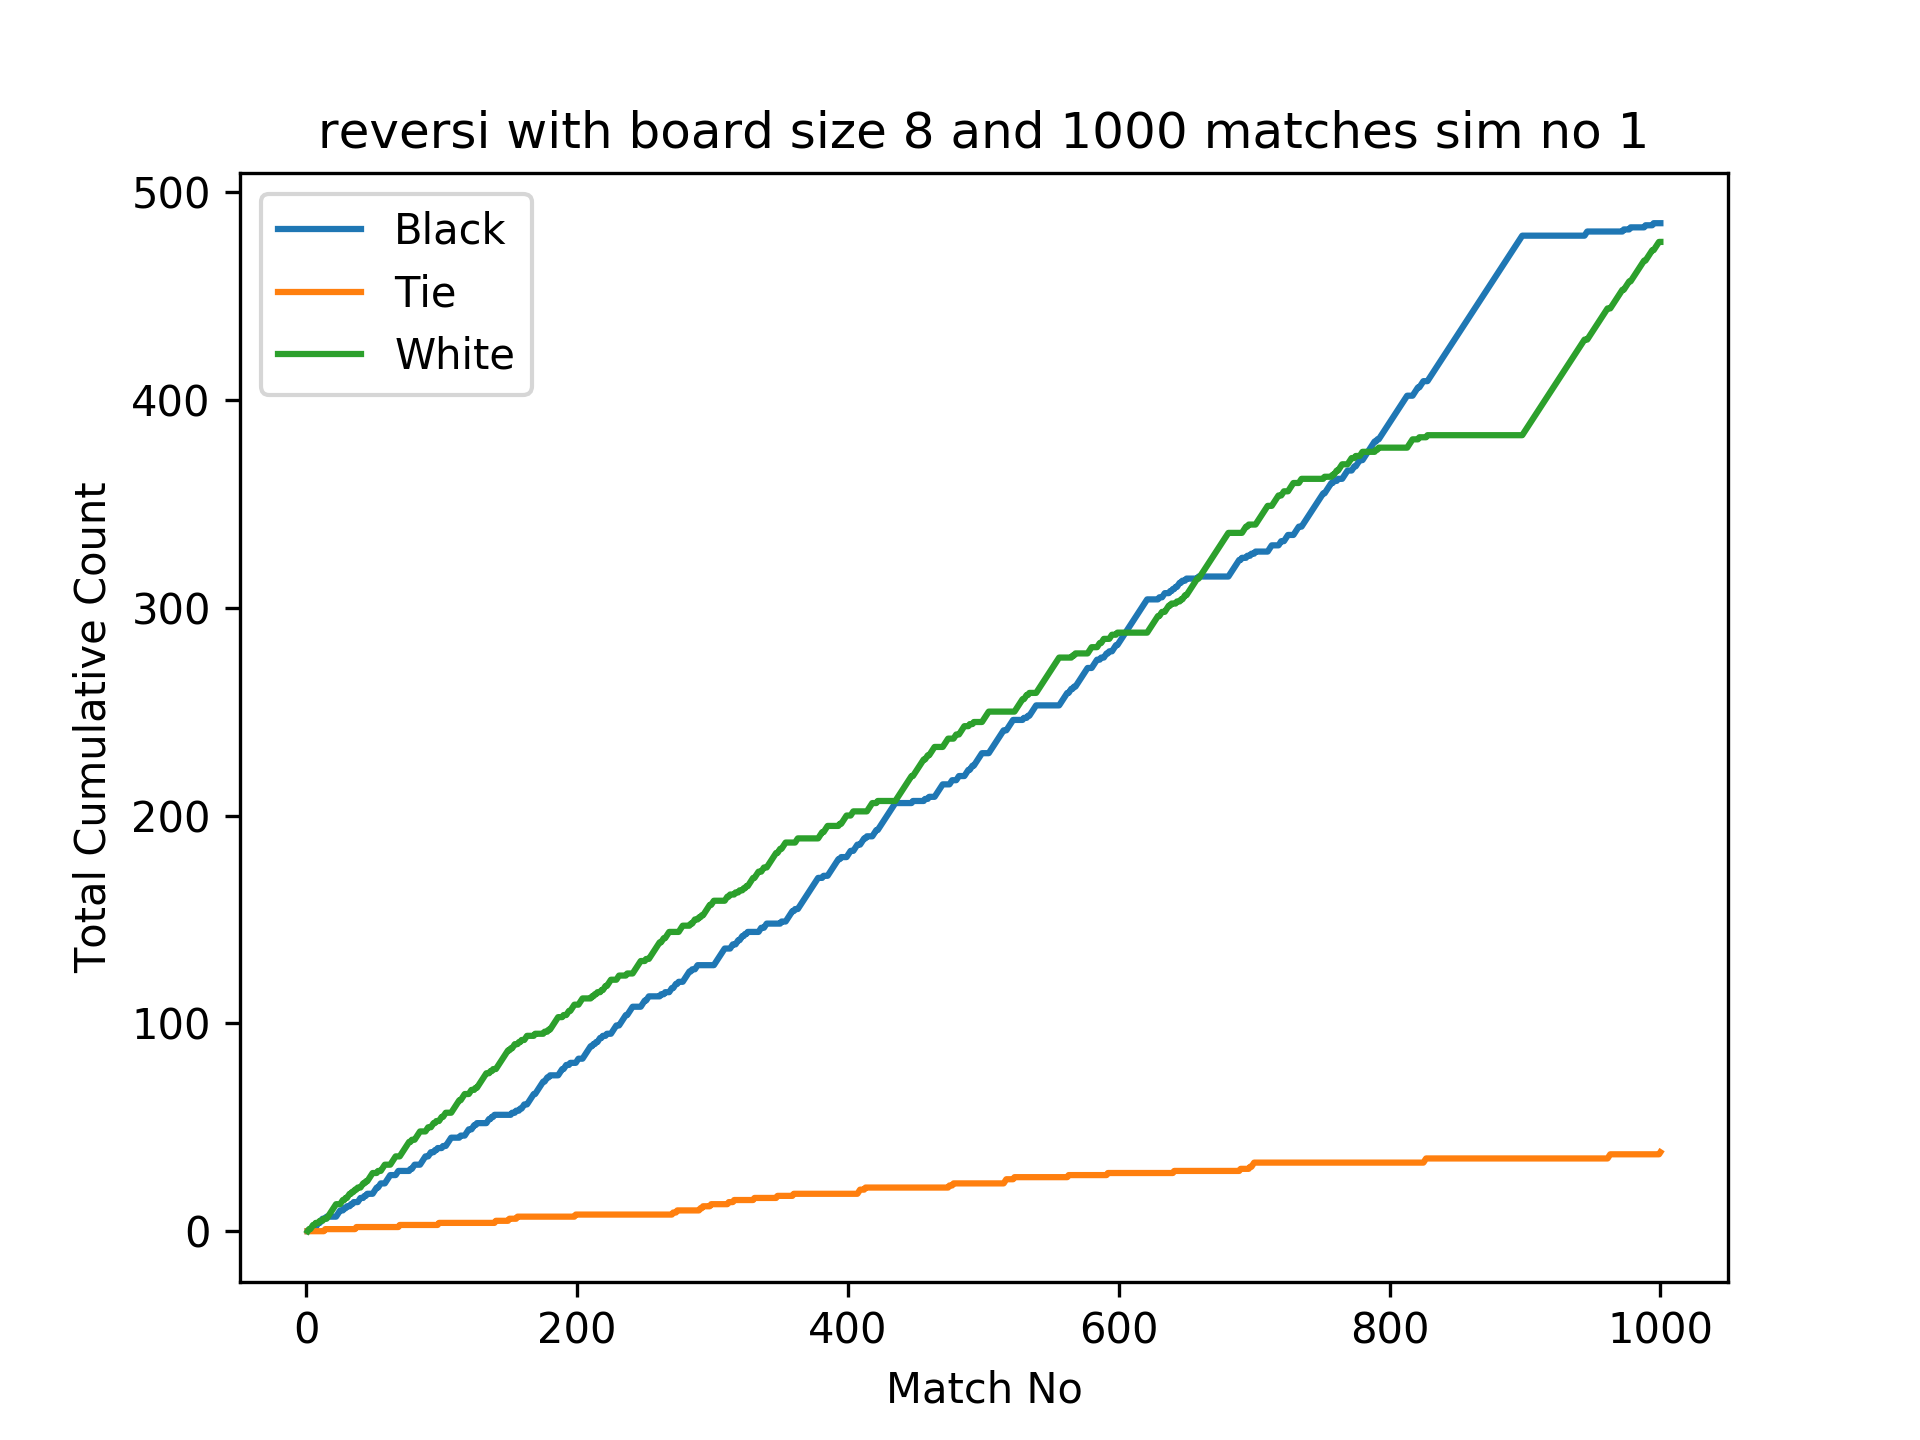 reversi with board size 8 and 1000 matches sim no 1
500
400
300
200
100
0
Total Cumulative Count
Black
Tie
White
0 200 400 600 800 1000
Match No